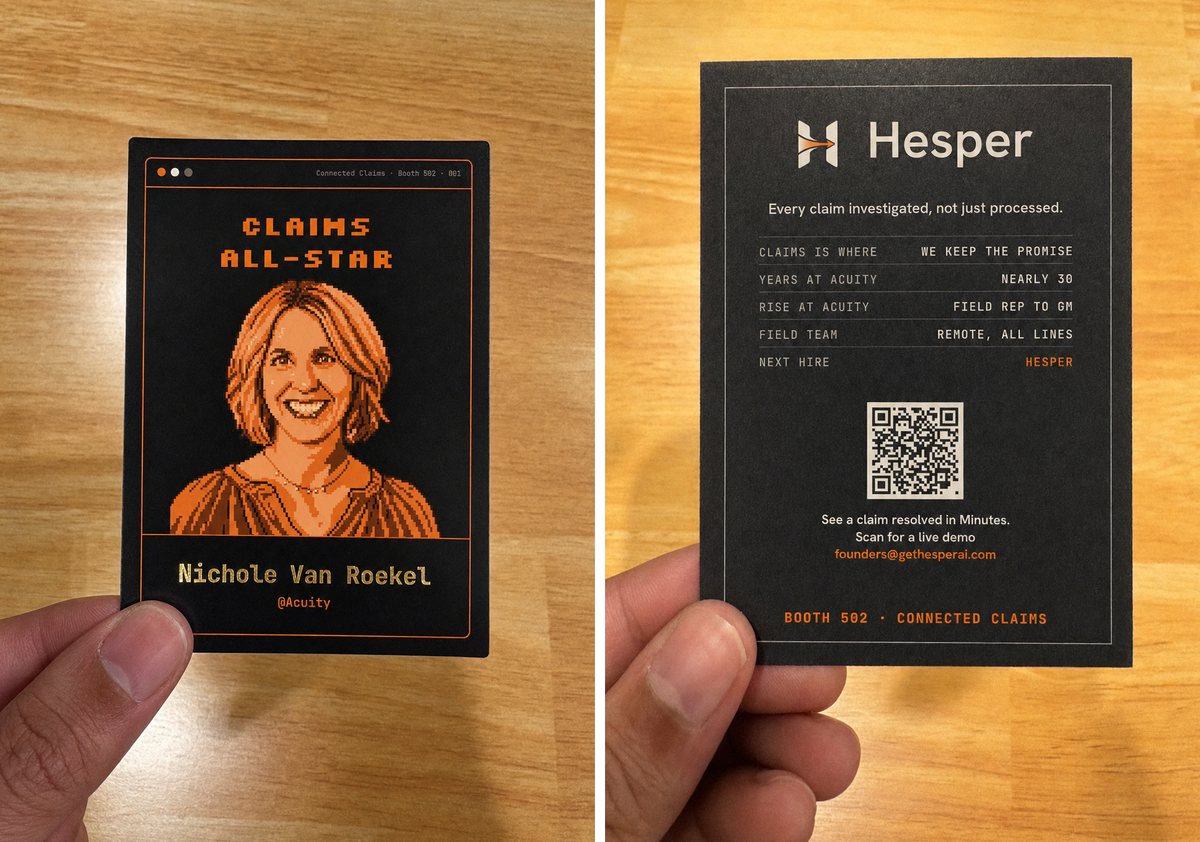 Connected Claims · Booth 502 · 001
CLAIMS
ALL-STAR
Nichole Van Roekel
@Acuity
Hesper
Every claim investigated, not just processed.
CLAIMS IS WHERE WE KEEP THE PROMISE
YEARS AT ACUITY NEARLY 30
RISE AT ACUITY FIELD REP TO GM
FIELD TEAM REMOTE, ALL LINES
NEXT HIRE HESPER
See a claim resolved in Minutes.
Scan for a live demo
founders@gethesperai.com
BOOTH 502 · CONNECTED CLAIMS